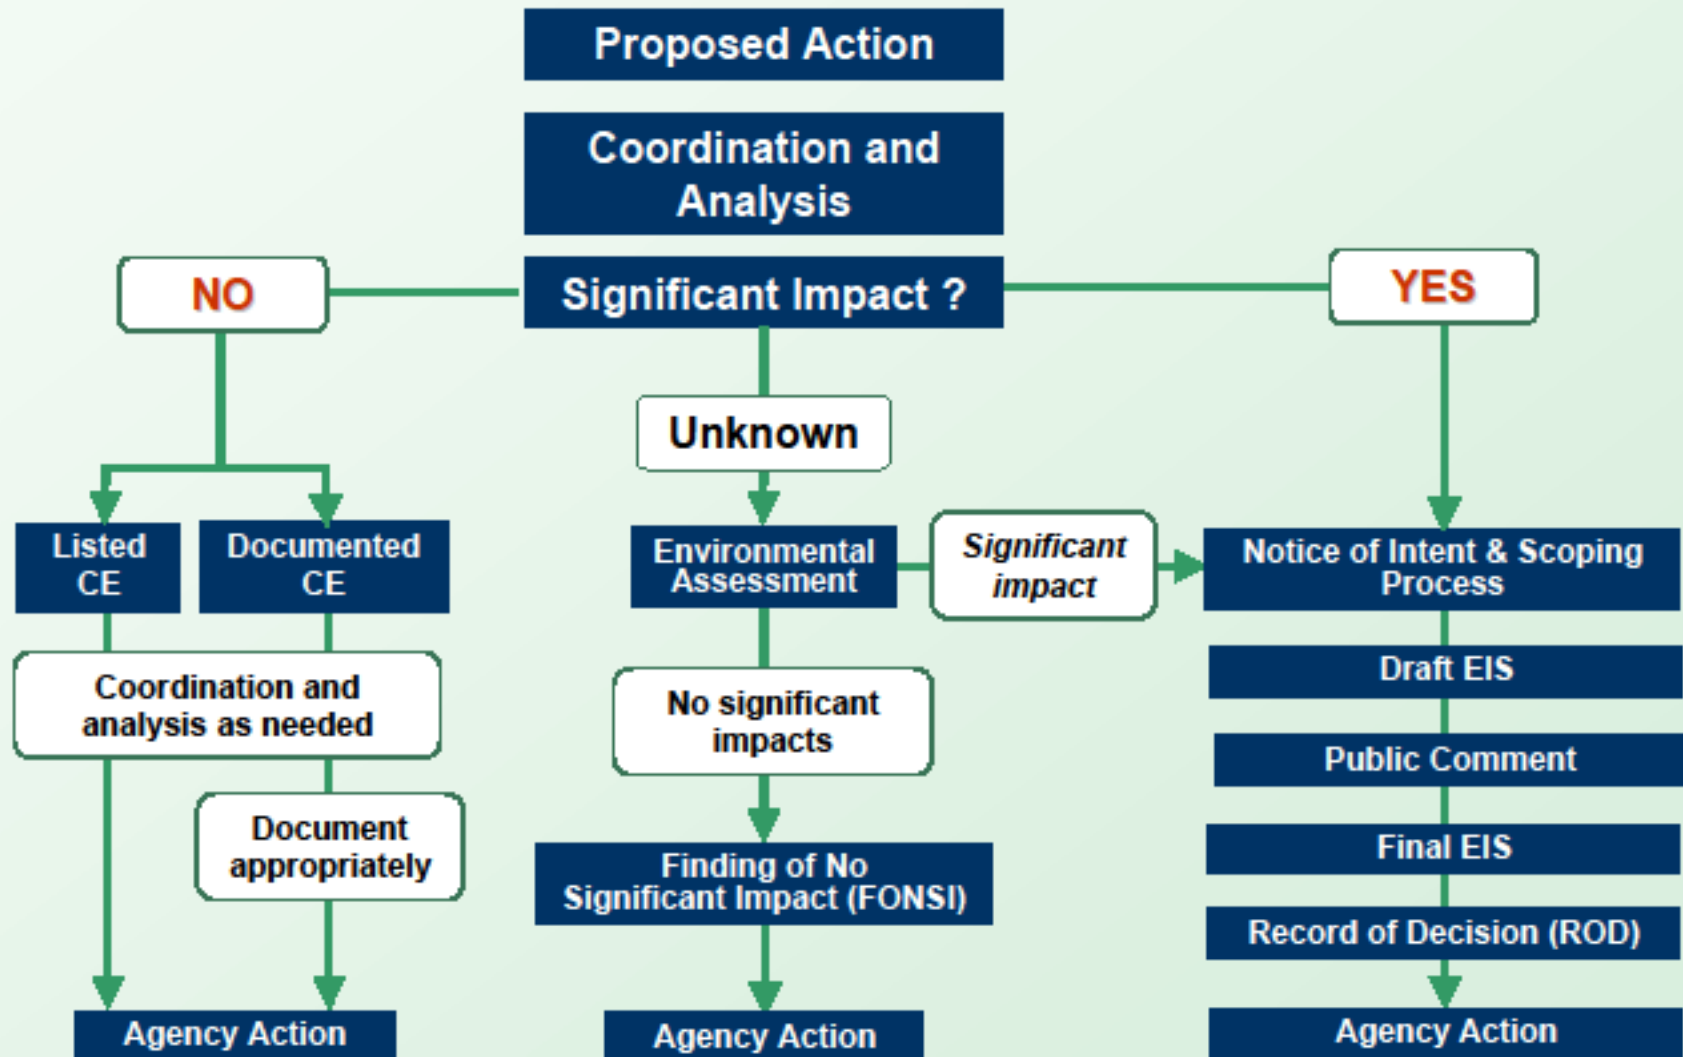 Proposed Action
Coordination and
Analysis
NO
Significant Impact ?
YES
Unknown
Listed
CE
Documented
CE
Environmental
Assessment
Significant
impact
Notice of Intent & Scoping
Process
Coordination and
analysis as needed
No significant
impacts
Draft EIS
Public Comment
Document
appropriately
Finding of No
Significant Impact (FONSI)
Final EIS
Record of Decision (ROD)
Agency Action
Agency Action
Agency Action